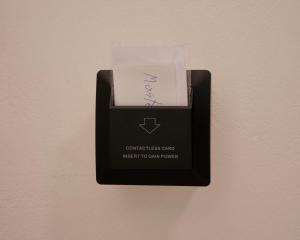 CONTACTLESS CARD
INSERT TO GAIN POWER